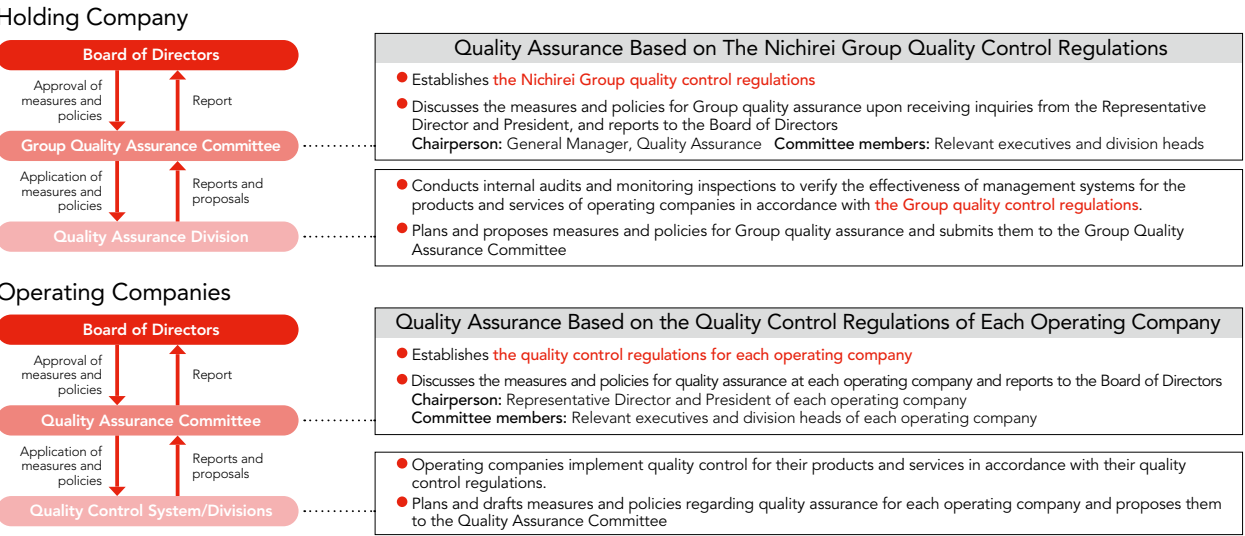 Holding Company
Board of Directors
Approval of
measures and
policies
Report
Group Quality Assurance Committee
Application of
measures and
policies
Reports and
proposals
Quality Assurance Division
Quality Assurance Based on The Nichirei Group Quality Control Regulations
● Establishes the Nichirei Group quality control regulations
● Discusses the measures and policies for Group quality assurance upon receiving inquiries from the Representative
Director and President, and reports to the Board of Directors
Chairperson: General Manager, Quality Assurance Committee members: Relevant executives and division heads
● Conducts internal audits and monitoring inspections to verify the effectiveness of management systems for the
products and services of operating companies in accordance with the Group quality control regulations.
● Plans and proposes measures and policies for Group quality assurance and submits them to the Group Quality
Assurance Committee
Operating Companies
Board of Directors
Approval of
measures and
policies
Report
Quality Assurance Committee
Application of
measures and
policies
Reports and
proposals
Quality Control System/Divisions
Quality Assurance Based on the Quality Control Regulations of Each Operating Company
● Establishes the quality control regulations for each operating company
● Discusses the measures and policies for quality assurance at each operating company and reports to the Board of Directors
Chairperson: Representative Director and President of each operating company
Committee members: Relevant executives and division heads of each operating company
● Operating companies implement quality control for their products and services in accordance with their quality
control regulations.
● Plans and drafts measures and policies regarding quality assurance for each operating company and proposes them
to the Quality Assurance Committee